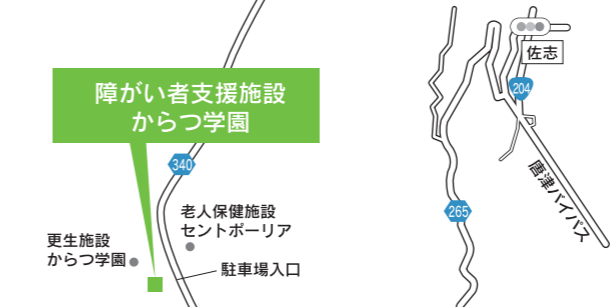 障がい者支援施設
からつ学園
340
老人保健施設
セントポーリア
更生施設
からつ学園
駐車場入口
佐志
204
265
唐津バイパス